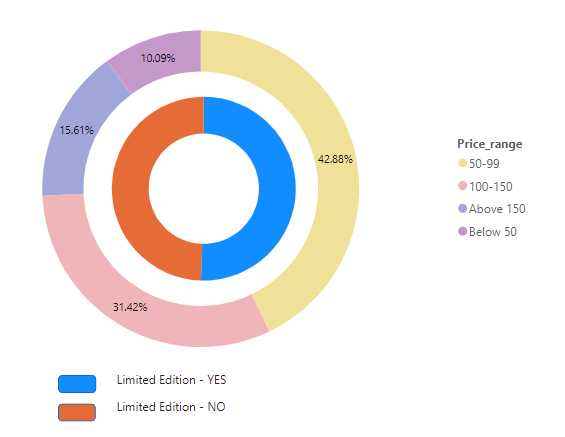 10.09%
15.61%
42.88%
31.42%
Price_range
50-99
100-150
Above 150
Below 50
Limited Edition - YES
Limited Edition - NO